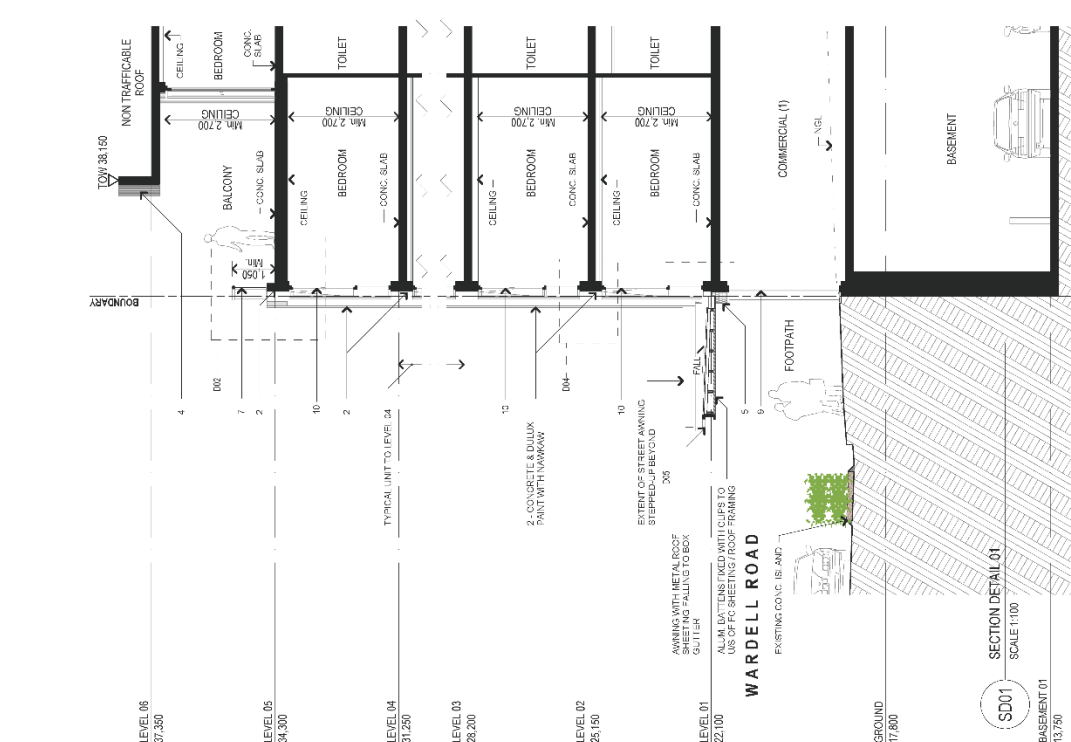 NON TRAFFICABLE
ROOF
CEILING
BEDROOM
CONC.
SLAB
TOILET
TOILET
TOILET
TOW 38,150
CEILING
Min. 2,700
CEILING
Min. 2,700
CEILING
Min. 2,700
CEILING
Min. 2,700
BALCONY
CONC. SLAB
CEILING
BEDROOM
CONC. SLAB
CEILING
BEDROOM
CONC. SLAB
CEILING
BEDROOM
CONC. SLAB
COMMERCIAL (1)
NGL
BASEMENT
Min.
1,050
BOUNDARY
4
D02
7
2
10
2
10
D04
10
FALL
5
9
FOOTPATH
TYPICAL UNIT TO LEVEL 04
2 - CONCRETE & DULUX
PAINT WITH NAWKAW
EXTENT OF STREET AWNING
STEPPED-UP BEYOND
D05
AWNING WITH METAL ROOF
SHEETING FALLING TO BOX
GUTTER
ALUM. BATTENS FIXED WITH CLIPS TO
U/S OF FC SHEETING / ROOF FRAMING
WARDELL ROAD
EXISTING CONC. ISLAND
LEVEL 06
37,350
LEVEL 05
34,300
LEVEL 04
31,250
LEVEL 03
28,200
LEVEL 02
25,150
LEVEL 01
22,100
GROUND
17,800
BASEMENT 01
13,750
SD01
SECTION DETAIL 01
SCALE 1:100